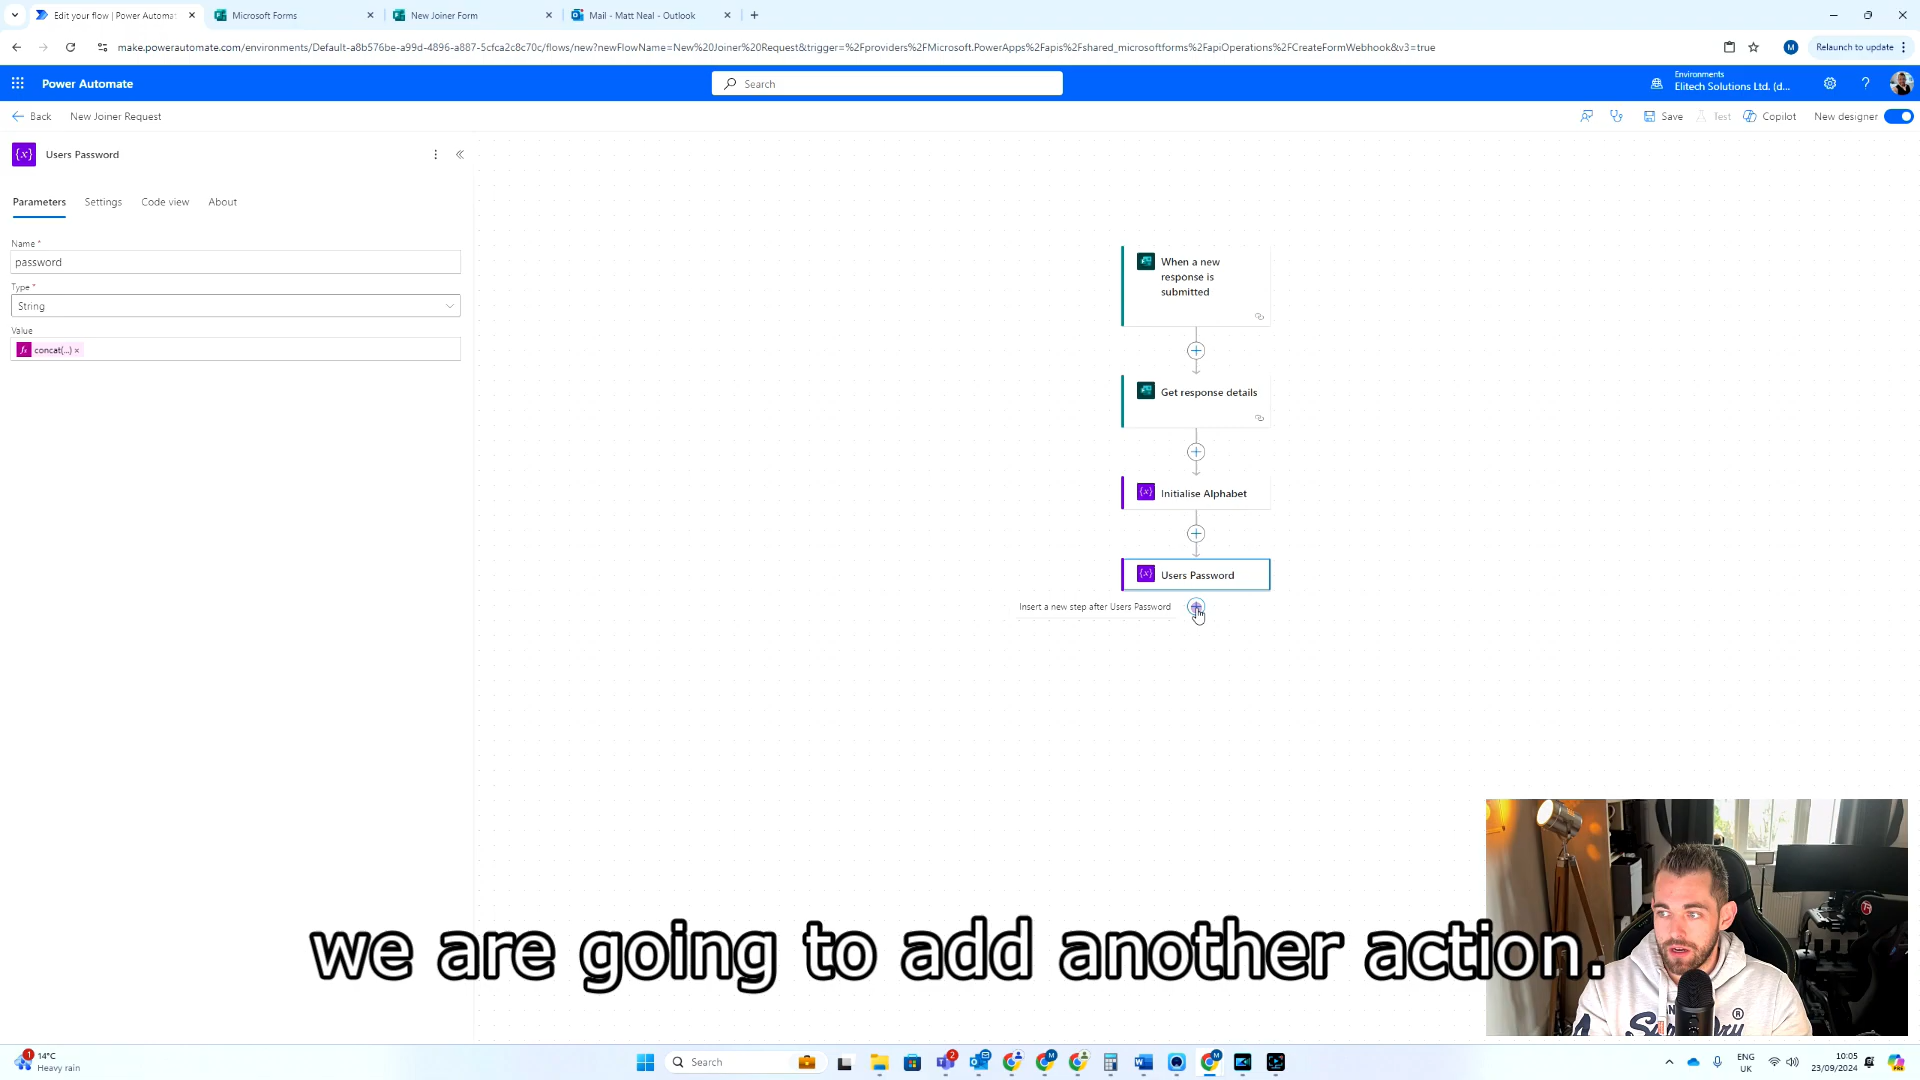 Edit your flow | Power Automat
Microsoft Forms
New Joiner Form
Mail - Matt Neal - Outlook
make.powerautomate.com/environments/Default-a8b576be-a99d-4896-a887-5cfca2c8c70c/flows/new?newFlowName=New%20Joiner%20Request&trigger=%2Fproviders%2FMicrosoft.PowerApps%2Fapis%2Fshared_microsoftforms%2FapiOperations%2FCreateFormWebhook&v3=true
M
Relaunch to update
Power Automate
Search
Environments
Elitech Solutions Ltd. (d...
Back
New Joiner Request
Save
Test
Copilot
New designer
{x}
Users Password
Parameters
Settings
Code view
About
Name *
password
Type *
String
Value
fx concat(...) ×
When a new
response is
submitted
Get response details
{x} Initialise Alphabet
{x} Users Password
Insert a new step after Users Password
we are going to add another action.
1
14°C
Heavy rain
Search
2
M
M
ENG
UK
10:05
23/09/2024
PRE